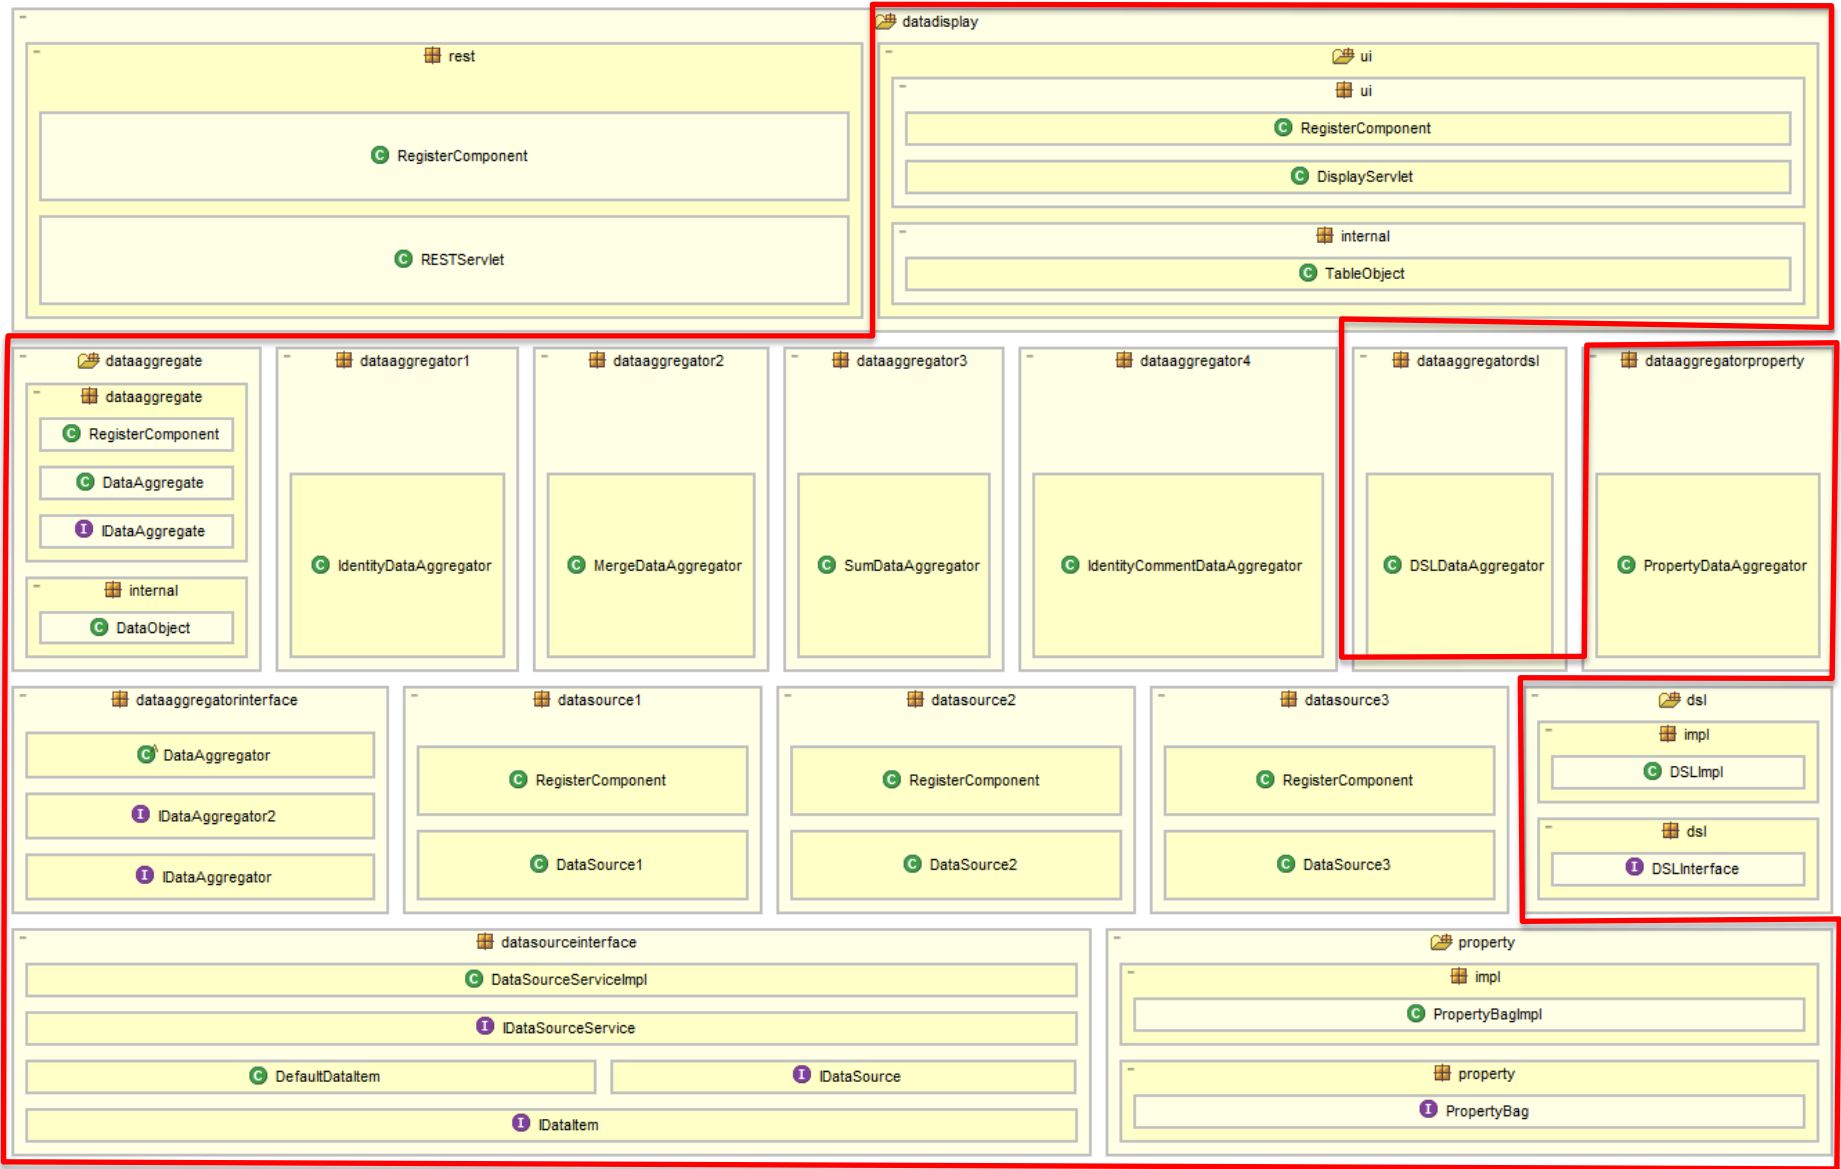 datadisplay
rest
RegisterComponent
RESTServlet
ui
ui
RegisterComponent
DisplayServlet
internal
TableObject
dataaggregate
dataaggregate
RegisterComponent
DataAggregate
IDataAggregate
internal
DataObject
dataaggregator1
IdentityDataAggregator
dataaggregator2
MergeDataAggregator
dataaggregator3
SumDataAggregator
dataaggregator4
IdentityCommentDataAggregator
dataaggregatordsl
DSLDataAggregator
dataaggregatorproperty
PropertyDataAggregator
dataaggregatorinterface
DataAggregator
IDataAggregator2
IDataAggregator
datasource1
RegisterComponent
DataSource1
datasource2
RegisterComponent
DataSource2
datasource3
RegisterComponent
DataSource3
dsl
impl
DSLImpl
dsl
DSLInterface
datasourceinterface
DataSourceServiceImpl
IDataSourceService
DefaultDataItem
IDataSource
IDataItem
property
impl
PropertyBagImpl
property
PropertyBag